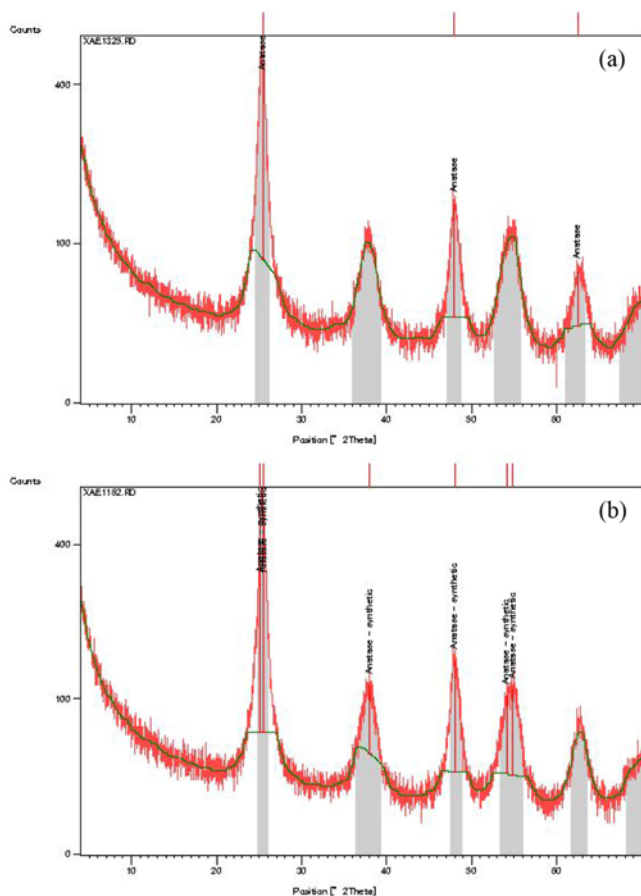 Counts
XAE1325.RD
(a)
Anatase
Anatase
Anatase
400
100
0
10 20 30 40 50 60
Position [° 2Theta]
Counts
XAE1182.RD
(b)
Anatase - synthetic
Anatase - synthetic
Anatase - synthetic
Anatase - synthetic
Anatase - synthetic
Anatase - synthetic
400
100
0
10 20 30 40 50 60
Position [° 2Theta]